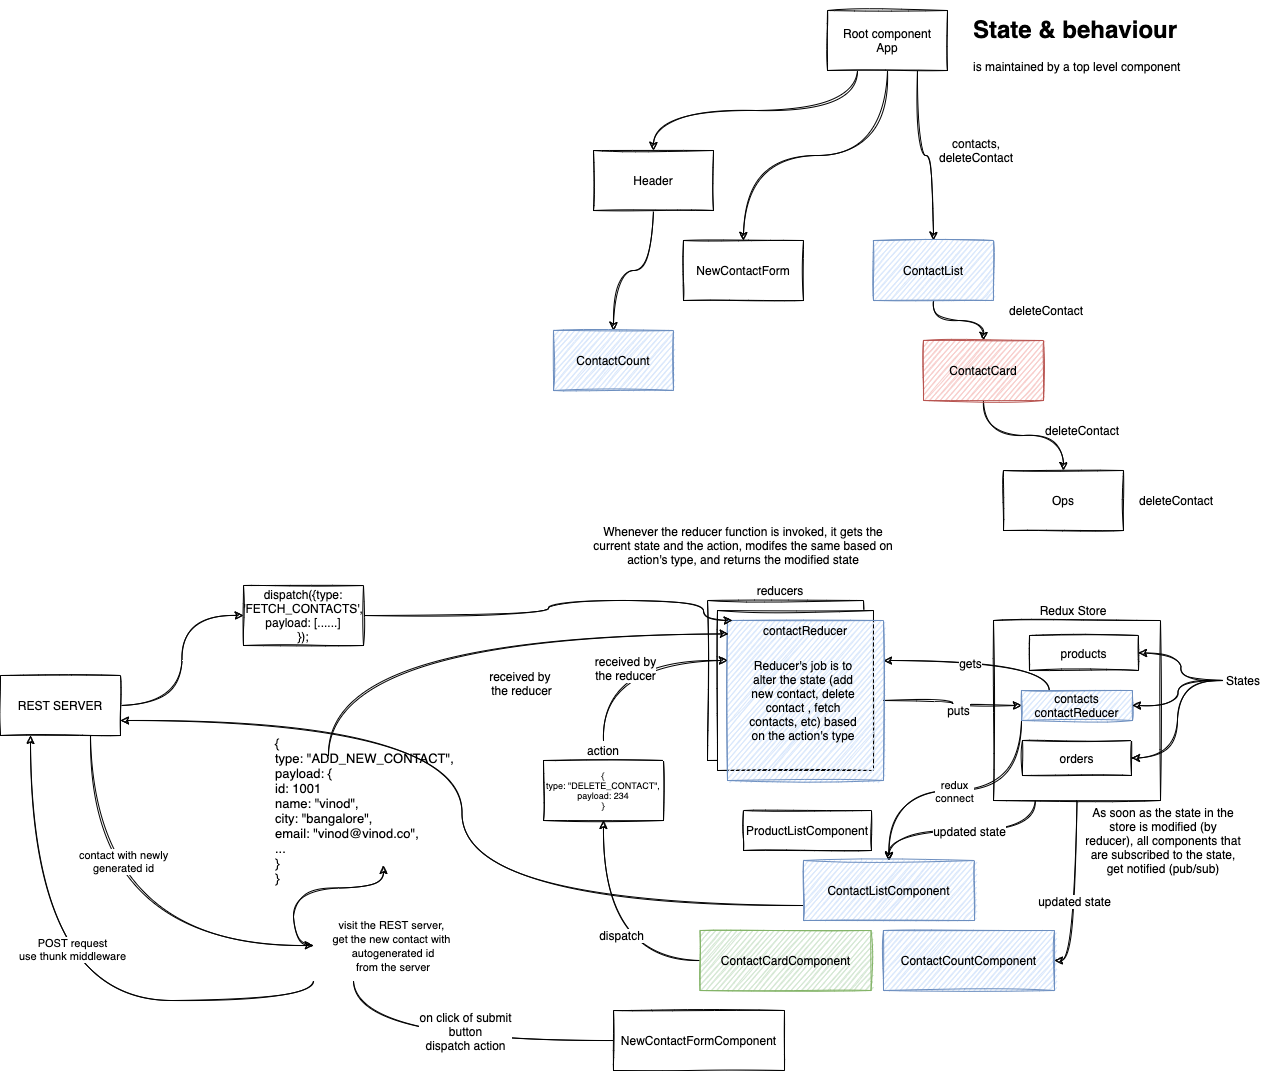 Root component
App
State & behaviour
is maintained by a top level component
contacts,
deleteContact
Header
NewContactForm
ContactList
deleteContact
ContactCount
ContactCard
deleteContact
Ops
deleteContact
Whenever the reducer function is invoked, it gets the
current state and the action, modifes the same based on
action's type, and returns the modified state
dispatch({type:
'FETCH_CONTACTS',
payload: [......]
});
reducers
contactReducer
Reducer's job is to
alter the state (add
new contact, delete
contact , fetch
contacts, etc) based
on the action's type
Redux Store
products
contacts
contactReducer
orders
States
gets
puts
received by
the reducer
received by
the reducer
REST SERVER
{
type: "ADD_NEW_CONTACT",
payload: {
id: 1001
name: "vinod",
city: "bangalore",
email: "vinod@vinod.co",
...
}
}
action
{
type: "DELETE_CONTACT",
payload: 234
}
redux
connect
updated state
As soon as the state in the
store is modified (by
reducer), all components that
are subscribed to the state,
get notified (pub/sub)
ProductListComponent
ContactListComponent
updated state
contact with newly
generated id
POST request
use thunk middleware
visit the REST server,
get the new contact with
autogenerated id
from the server
dispatch
ContactCardComponent
ContactCountComponent
on click of submit
button
dispatch action
NewContactFormComponent